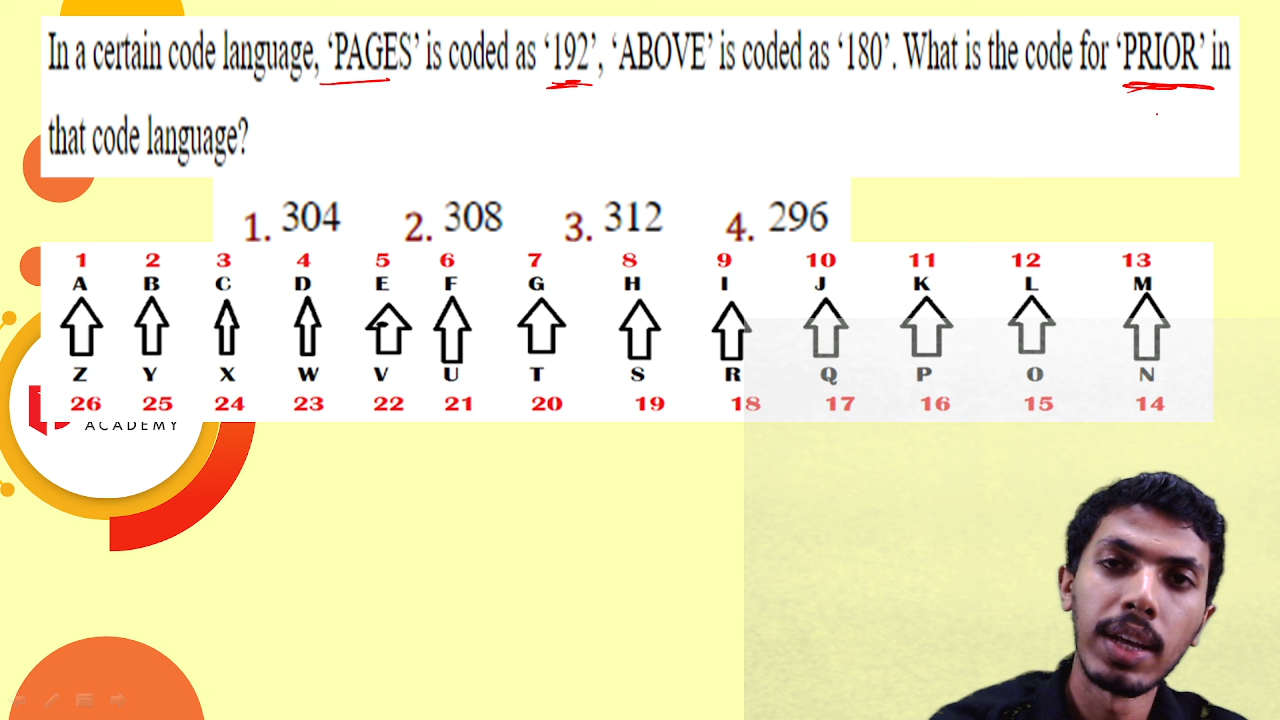 In a certain code language, ‘PAGES’ is coded as ‘192’, ‘ABOVE’ is coded as ‘180’. What is the code for ‘PRIOR’ in
that code language?
1. 304 2. 308 3. 312 4. 296
1 2 3 4 5 6 7 8 9 10 11 12 13
A B C D E F G H I J K L M
Z Y X W V U T S R Q P O N
26 25 24 23 22 21 20 19 18 17 16 15 14
ACADEMY